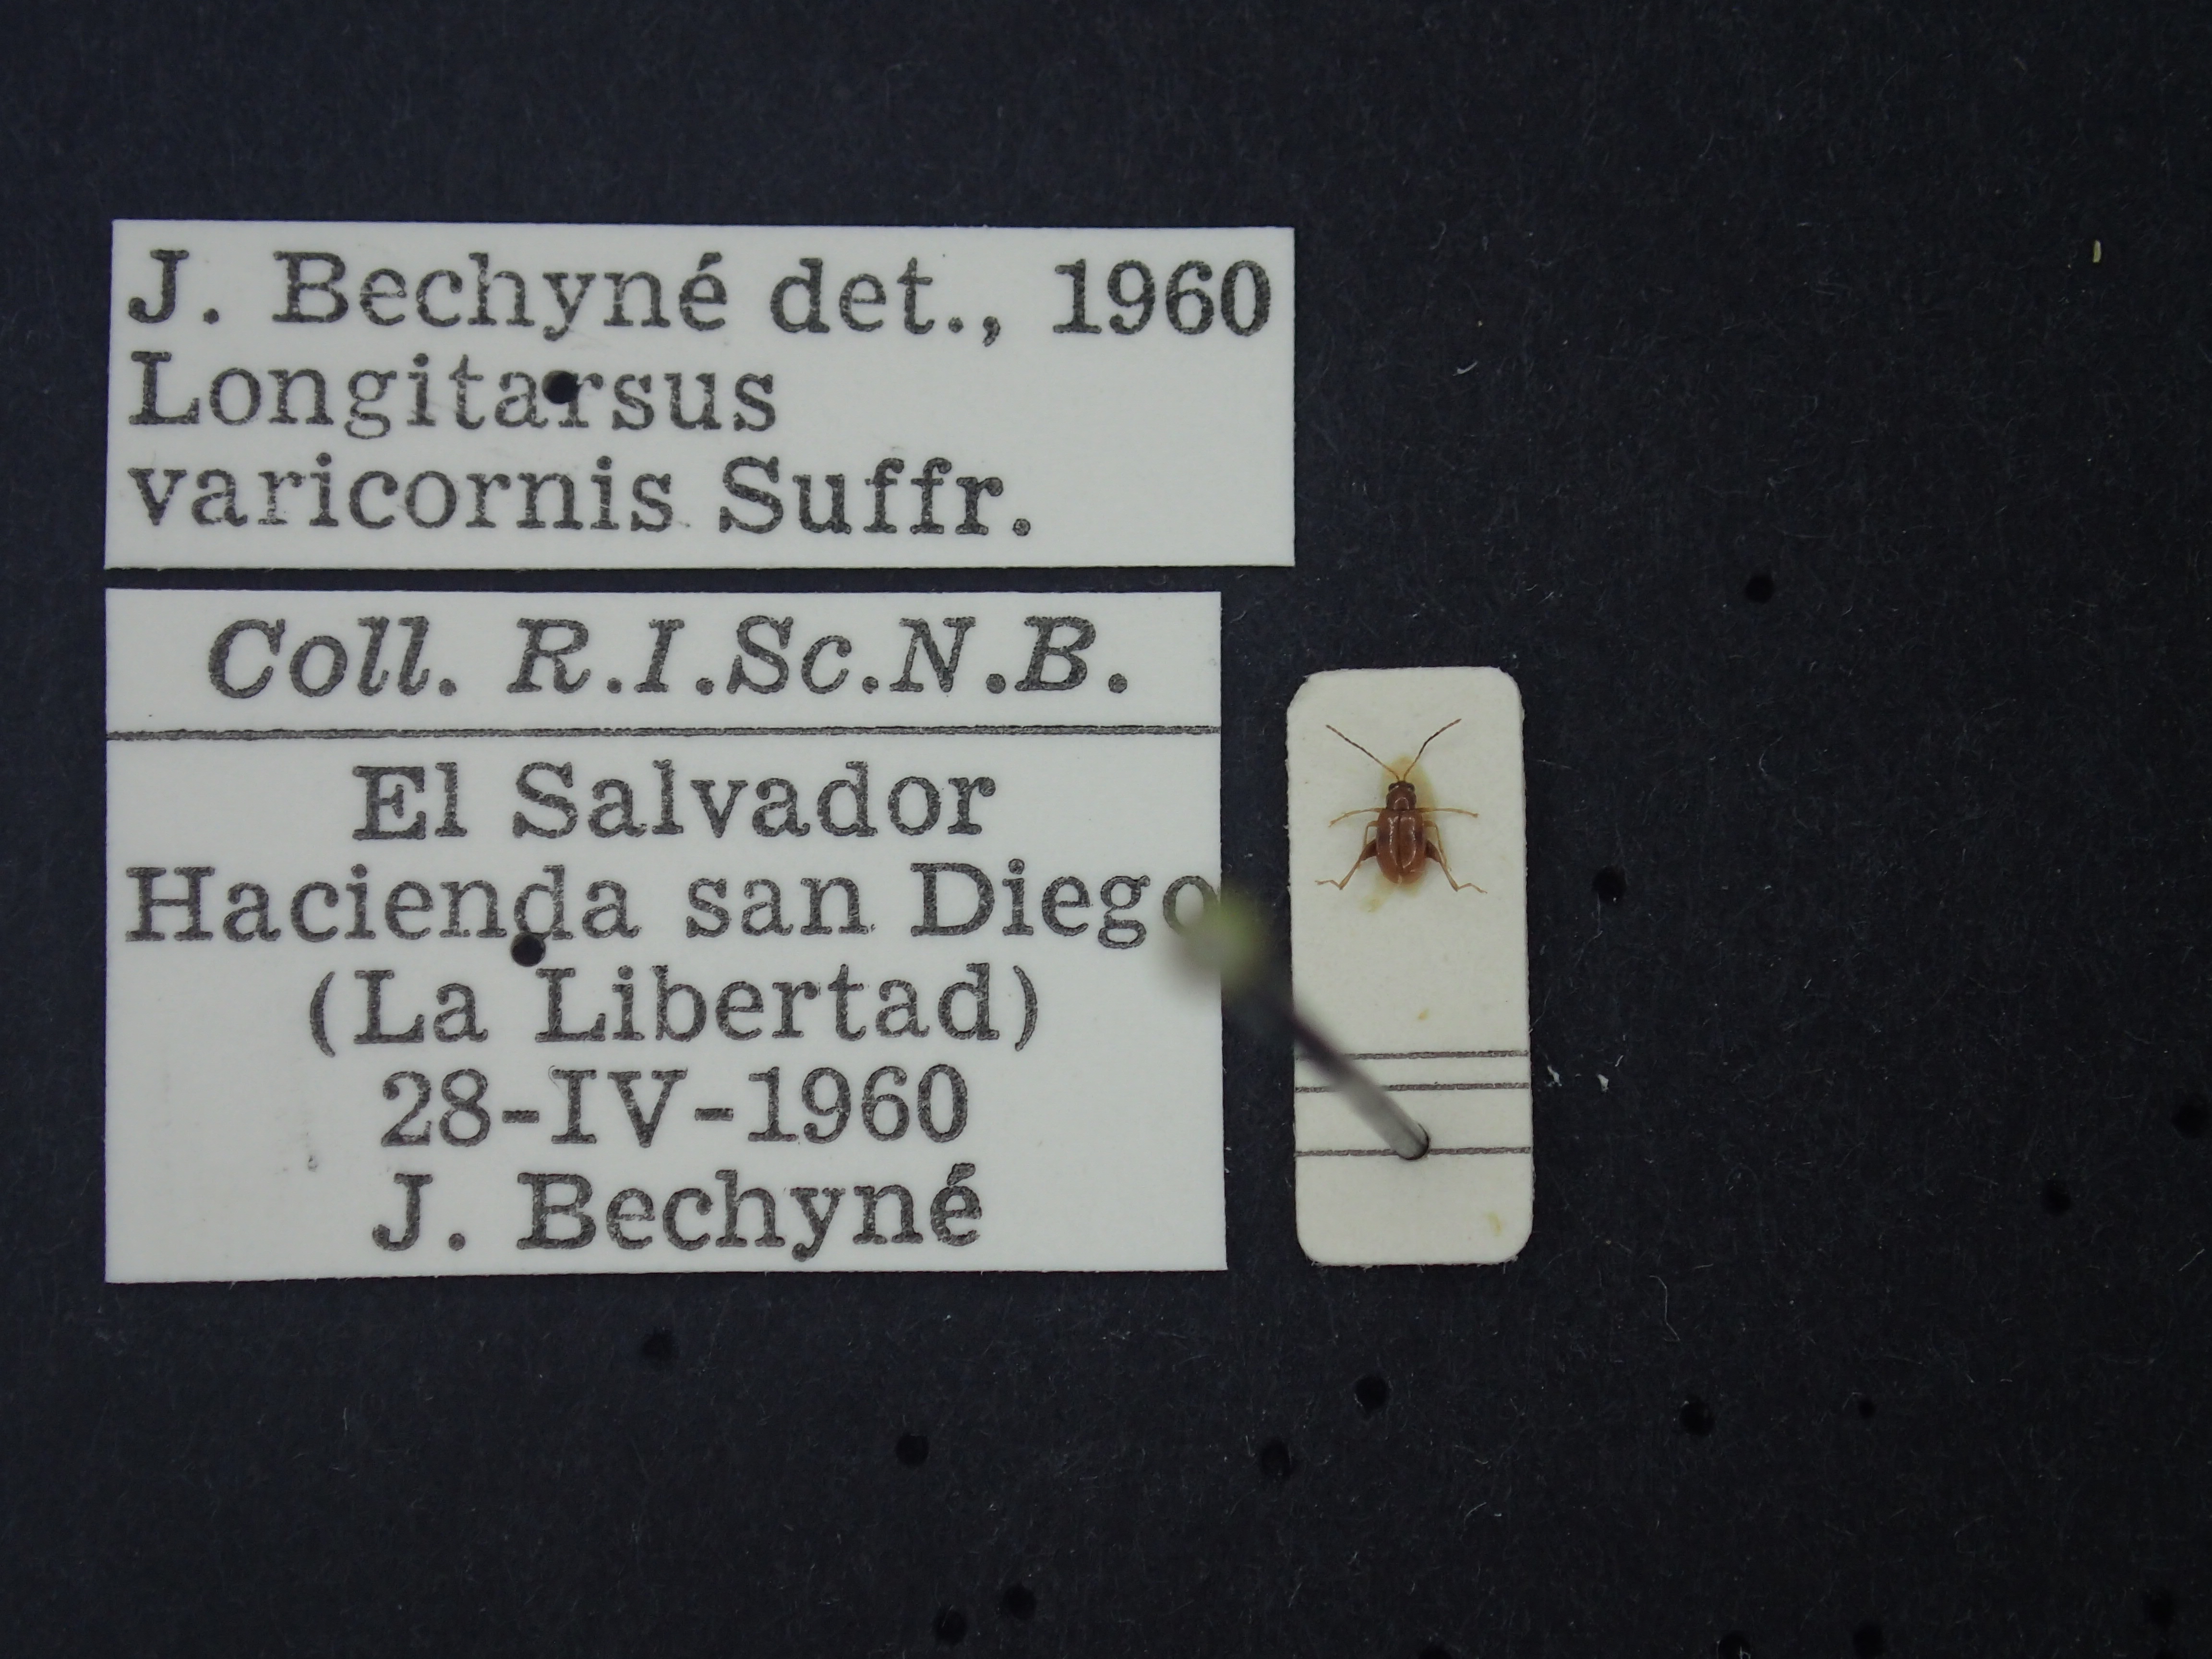 J. Bechyné det., 1960
Longitarsus
varicornis Suffr.
Coll. R.I.Sc.N.B.
El Salvador
Hacienda san Diego
(La Libertad)
28-IV-1960
J. Bechyné